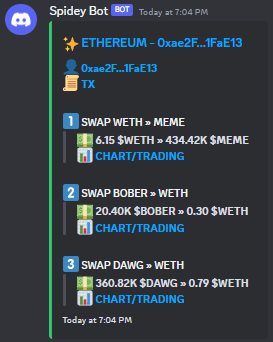 Spidey Bot BOT Today at 7:04 PM
✨ ETHEREUM - 0xae2F...1FaE13
👤 0xae2F...1FaE13
📜 TX
1️⃣ SWAP WETH » MEME
💵 6.15 $WETH » 434.42K $MEME
📊 CHART/TRADING
2️⃣ SWAP BOBER » WETH
💵 20.40K $BOBER » 0.30 $WETH
📊 CHART/TRADING
3️⃣ SWAP DAWG » WETH
💵 360.82K $DAWG » 0.79 $WETH
📊 CHART/TRADING
Today at 7:04 PM